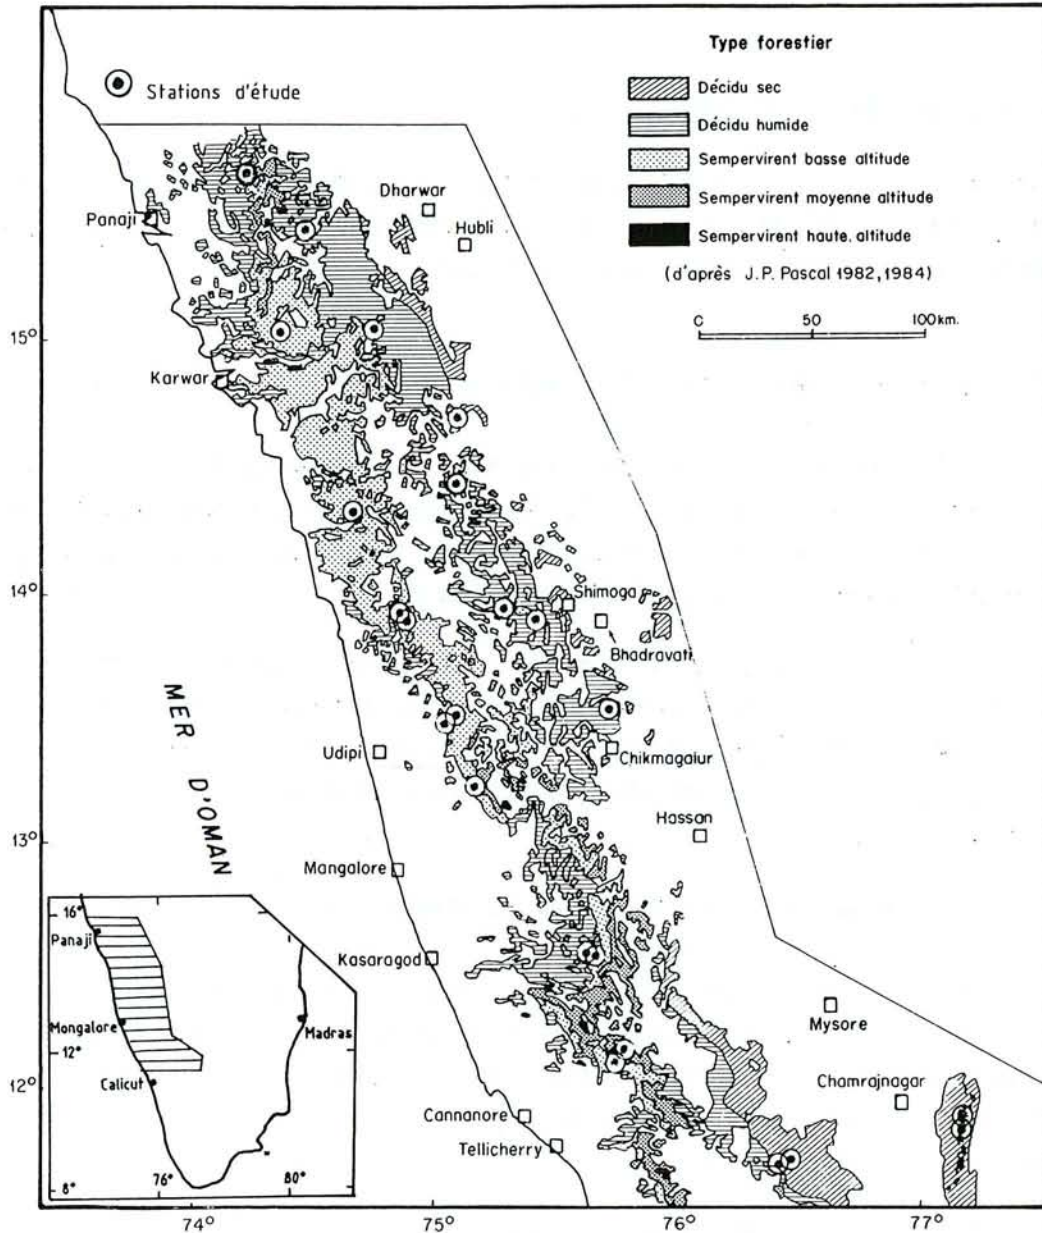 Type forestier
Stations d'étude
Décidu sec
Décidu humide
Sempervirent basse altitude
Sempervirent moyenne altitude
Sempervirent haute altitude
(d'après J.P. Pascal 1982, 1984)
0 50 100 km.
Dharwar
Hubli
Panaji
15°
Karwar
14°
Shimoga
Bhadravati
MER D'OMAN
Udipi
Chikmagalur
Hassan
13°
Mangalore
Kasaragod
Mysore
Chamrajnagar
12°
Cannanore
Tellicherry
16°
Panaji
Mongalore
Madras
12°
Calicut
76°
80°
8°
74° 75° 76° 77°